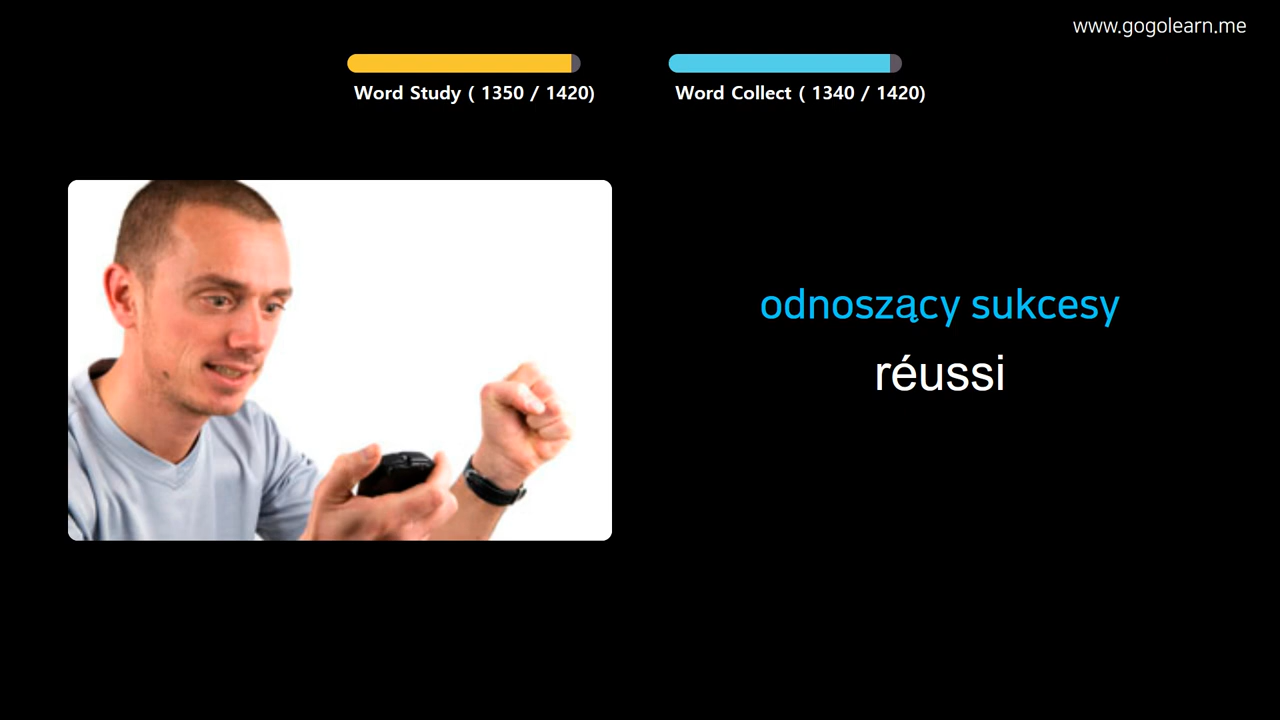 www.gogolearn.me
Word Study ( 1350 / 1420)
Word Collect ( 1340 / 1420)
odnoszący sukcesy
réussi